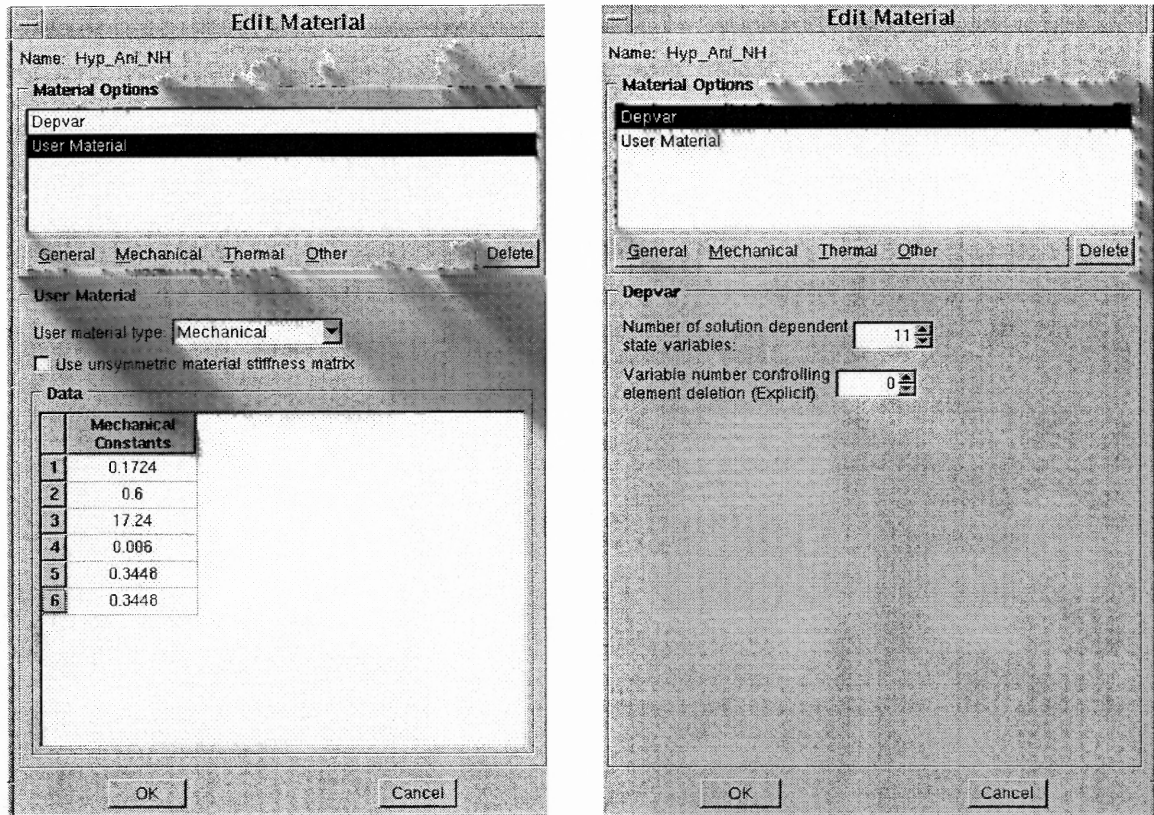 Edit Material
Name: Hyp_Ani_NH
Material Options
Depvar
User Material
General Mechanical Thermal Other Delete
User Material
User material type: Mechanical
Use unsymmetric material stiffness matrix
Data
Mechanical
Constants
1 0.1724
2 0.6
3 17.24
4 0.006
5 0.3448
6 0.3448
OK Cancel
Edit Material
Name: Hyp_Ani_NH
Material Options
Depvar
User Material
General Mechanical Thermal Other Delete
Depvar
Number of solution dependent
state variables: 11
Variable number controlling
element deletion (Explicit) 0
OK Cancel